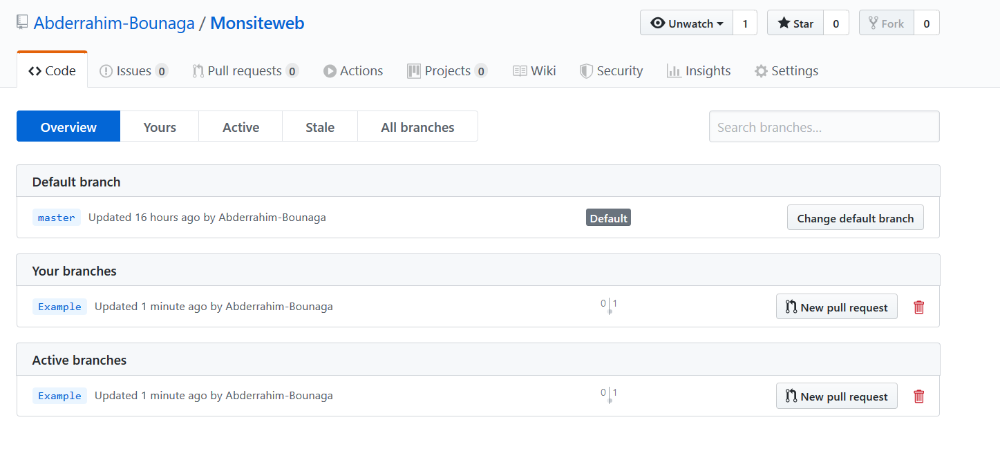 Abderrahim-Bounaga / Monsiteweb Unwatch 1 Star 0 Fork 0
Code Issues 0 Pull requests 0 Actions Projects 0 Wiki Security Insights Settings
Overview Yours Active Stale All branches Search branches...
Default branch
master Updated 16 hours ago by Abderrahim-Bounaga Default Change default branch
Your branches
Example Updated 1 minute ago by Abderrahim-Bounaga 0 1 New pull request
Active branches
Example Updated 1 minute ago by Abderrahim-Bounaga 0 1 New pull request